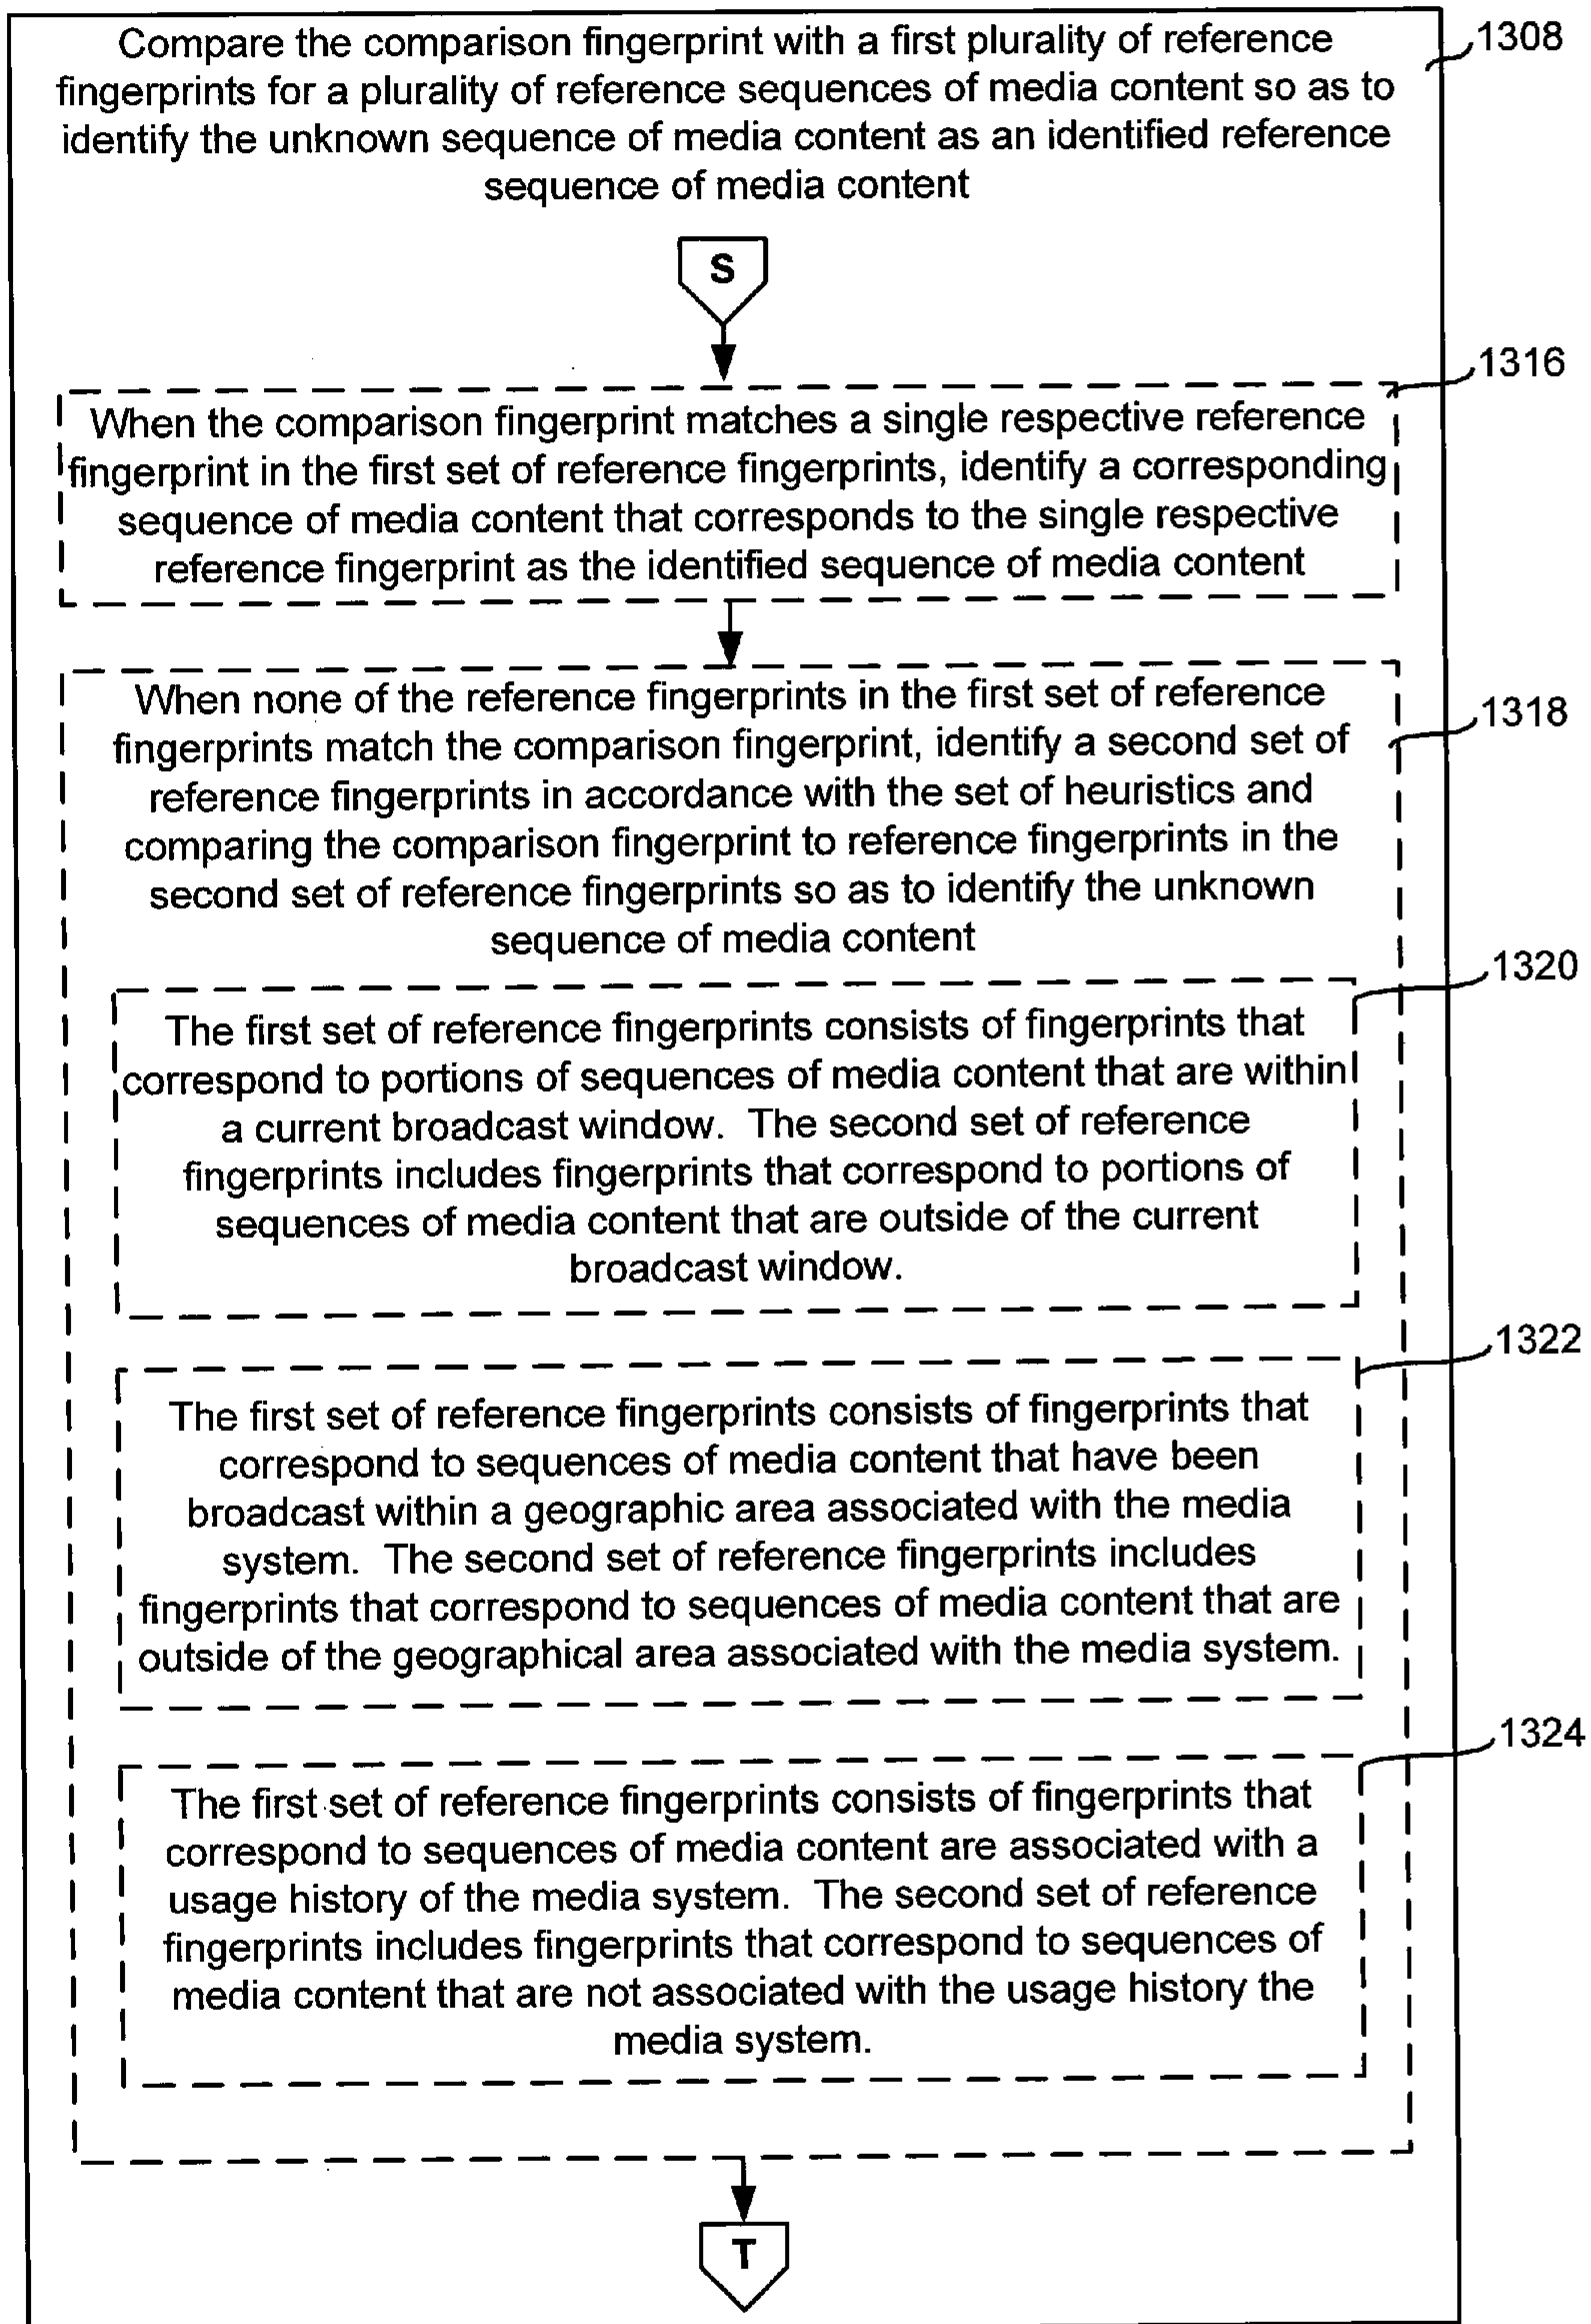 Compare the comparison fingerprint with a first plurality of reference
fingerprints for a plurality of reference sequences of media content so as to
identify the unknown sequence of media content as an identified reference
sequence of media content
1308
S
1316
When the comparison fingerprint matches a single respective reference
fingerprint in the first set of reference fingerprints, identify a corresponding
sequence of media content that corresponds to the single respective
reference fingerprint as the identified sequence of media content
1318
When none of the reference fingerprints in the first set of reference
fingerprints match the comparison fingerprint, identify a second set of
reference fingerprints in accordance with the set of heuristics and
comparing the comparison fingerprint to reference fingerprints in the
second set of reference fingerprints so as to identify the unknown
sequence of media content
1320
The first set of reference fingerprints consists of fingerprints that
correspond to portions of sequences of media content that are within
a current broadcast window. The second set of reference
fingerprints includes fingerprints that correspond to portions of
sequences of media content that are outside of the current
broadcast window.
1322
The first set of reference fingerprints consists of fingerprints that
correspond to sequences of media content that have been
broadcast within a geographic area associated with the media
system. The second set of reference fingerprints includes
fingerprints that correspond to sequences of media content that are
outside of the geographical area associated with the media system.
1324
The first set of reference fingerprints consists of fingerprints that
correspond to sequences of media content are associated with a
usage history of the media system. The second set of reference
fingerprints includes fingerprints that correspond to sequences of
media content that are not associated with the usage history the
media system.
T